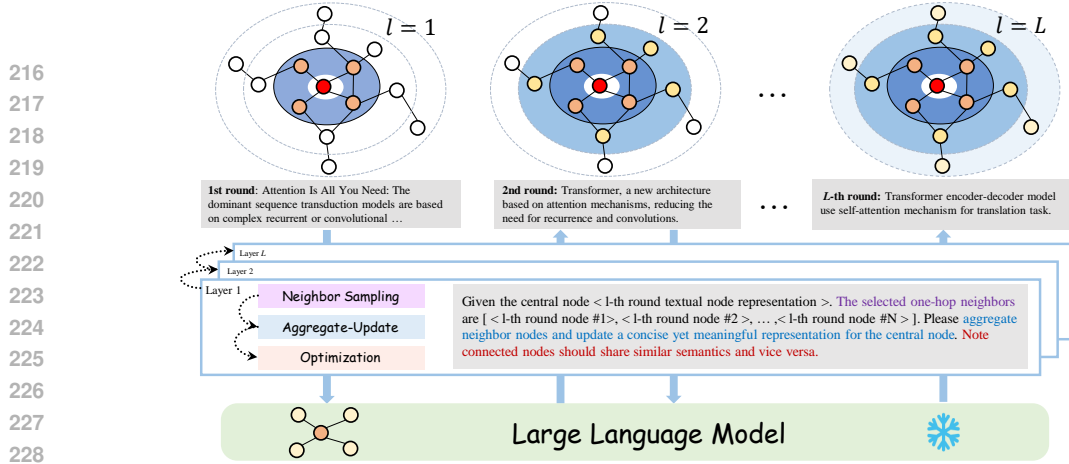 216
217
218
219
220
221
222
223
224
225
226
227
228
l = 1
l = 2
l = L
...
1st round: Attention Is All You Need: The
dominant sequence transduction models are based
on complex recurrent or convolutional …
2nd round: Transformer, a new architecture
based on attention mechanisms, reducing the
need for recurrence and convolutions.
...
L-th round: Transformer encoder-decoder model
use self-attention mechanism for translation task.
Layer L
Layer 2
Layer 1
Neighbor Sampling
Aggregate-Update
Optimization
Given the central node < l-th round textual node representation >. The selected one-hop neighbors
are [ < l-th round node #1>, < l-th round node #2 >, … ,< l-th round node #N > ]. Please aggregate
neighbor nodes and update a concise yet meaningful representation for the central node. Note
connected nodes should share similar semantics and vice versa.
Large Language Model